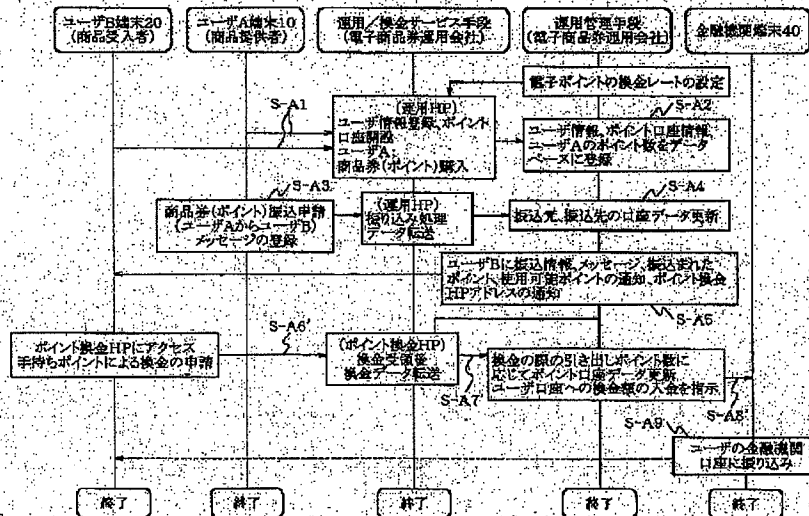 ユーザB端末20
(商品受入者)
ユーザA端末10
(商品提供者)
運用／換金サービス手段
(電子商品券運用会社)
運用管理手段
(電子商品券運用会社)
金融機関端末40
電子ポイントの換金レートの設定
S-A1
(運用HP)
ユーザ情報登録、ポイント
口座開設
ユーザA:
商品券(ポイント)購入
S-A2
ユーザ情報、ポイント口座情報、
ユーザAのポイント数をデータ
ベースに登録
S-A3
商品券(ポイント)振込申請
(ユーザAからユーザB)
メッセージの登録
(運用HP)
振り込み処理
データ転送
S-A4
振込元、振込先の口座データ更新
ユーザBに振込情報、メッセージ、振込まれた
ポイント、使用可能ポイントの通知、ポイント換金
HPアドレスの通知
S-A5
ポイント換金HPにアクセス
手持ちポイントによる換金の申請
S-A6'
(ポイント換金HP)
換金受領後
換金データ転送
S-A7'
換金の際の引き出しポイント数に
応じてポイント口座データ更新
ユーザ口座への換金額の入金を指示
S-A8'
S-A9
ユーザの金融機関
口座に振り込み
終了
終了
終了
終了
終了